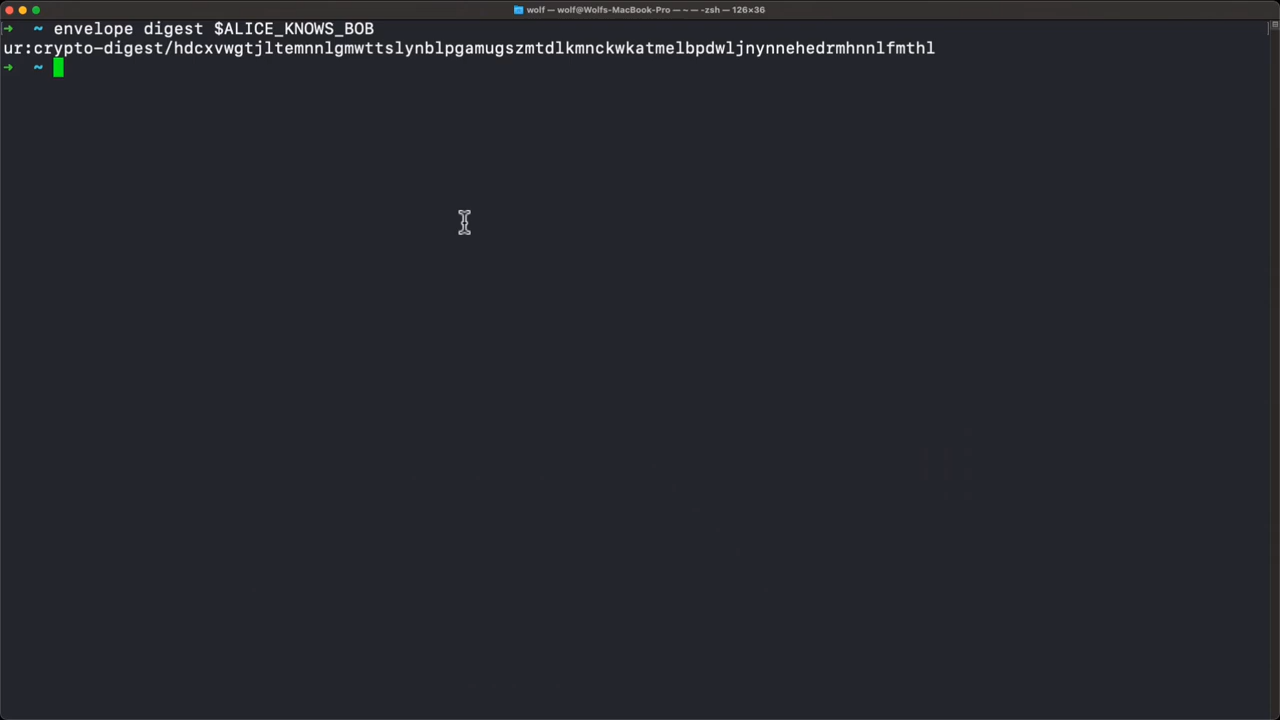 wolf — wolf@Wolfs-MacBook-Pro — ~ — -zsh — 126×36
➜ ~ envelope digest $ALICE_KNOWS_BOB
ur:crypto-digest/hdcxvwgtjltemnnlgmwttslynblpgamugszmtdlkmnckwkatmelbpdwljnynnehedrmhnnlfmthl
➜ ~